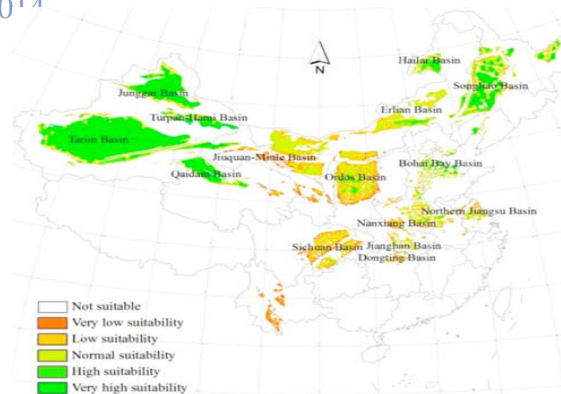 2014
N
Hailar Basin
Songliao Basin
Junggar Basin
Erlian Basin
Turpan-Hami Basin
Tarim Basin
Jiuquan-Minle Basin
Bohai Bay Basin
Qaidam Basin
Ordos Basin
Northern Jiangsu Basin
Nanxiang Basin
Sichuan Basin
Jianghan Basin
Dongting Basin
Not suitable
Very low suitability
Low suitability
Normal suitability
High suitability
Very high suitability